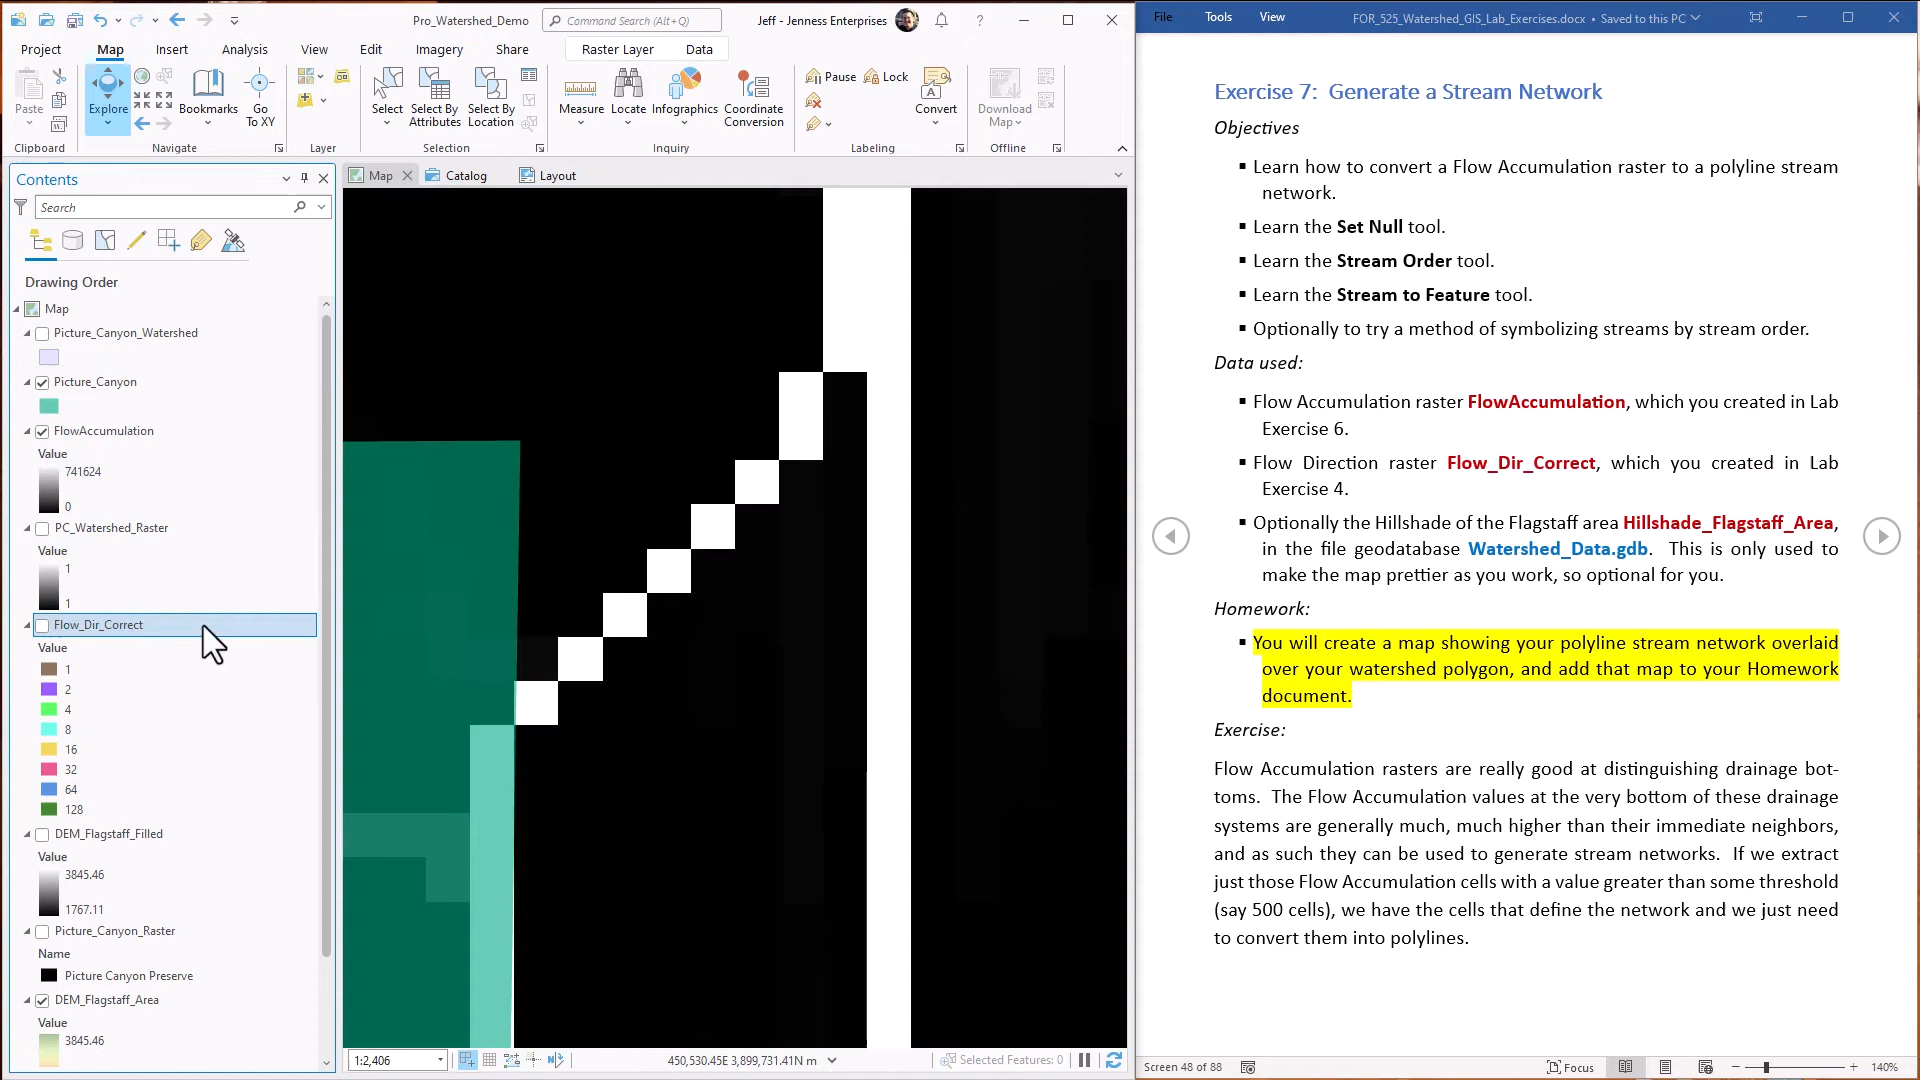 Pro_Watershed_Demo
Command Search (Alt+Q)
Jeff - Jenness Enterprises
?
Project
Map
Insert
Analysis
View
Edit
Imagery
Share
Raster Layer
Data
Paste
Clipboard
Explore
Bookmarks
Go
To XY
Navigate
Layer
Select
Select By
Attributes
Select By
Location
Selection
Measure
Locate
Infographics
Coordinate
Conversion
Inquiry
Pause
Lock
Convert
Labeling
Download
Map
Offline
Contents
Search
Drawing Order
Map
Picture_Canyon_Watershed
Picture_Canyon
FlowAccumulation
Value
741624
0
PC_Watershed_Raster
Value
1
1
Flow_Dir_Correct
Value
1
2
4
8
16
32
64
128
DEM_Flagstaff_Filled
Value
3845.46
1767.11
Picture_Canyon_Raster
Name
Picture Canyon Preserve
DEM_Flagstaff_Area
Value
3845.46
Map
Catalog
Layout
1:2,406
450,530.45E 3,899,731.41N m
Selected Features: 0
File
Tools
View
FOR_525_Watershed_GIS_Lab_Exercises.docx • Saved to this PC
Exercise 7:  Generate a Stream Network
Objectives
▪ Learn how to convert a Flow Accumulation raster to a polyline stream
network.
▪ Learn the Set Null tool.
▪ Learn the Stream Order tool.
▪ Learn the Stream to Feature tool.
▪ Optionally to try a method of symbolizing streams by stream order.
Data used:
▪ Flow Accumulation raster FlowAccumulation, which you created in Lab
Exercise 6.
▪ Flow Direction raster Flow_Dir_Correct, which you created in Lab
Exercise 4.
▪ Optionally the Hillshade of the Flagstaff area Hillshade_Flagstaff_Area,
in the file geodatabase Watershed_Data.gdb.  This is only used to
make the map prettier as you work, so optional for you.
Homework:
▪ You will create a map showing your polyline stream network overlaid
over your watershed polygon, and add that map to your Homework
document.
Exercise:
Flow Accumulation rasters are really good at distinguishing drainage bot-
toms.  The Flow Accumulation values at the very bottom of these drainage
systems are generally much, much higher than their immediate neighbors,
and as such they can be used to generate stream networks.  If we extract
just those Flow Accumulation cells with a value greater than some threshold
(say 500 cells), we have the cells that define the network and we just need
to convert them into polylines.
Screen 48 of 88
Focus
140%